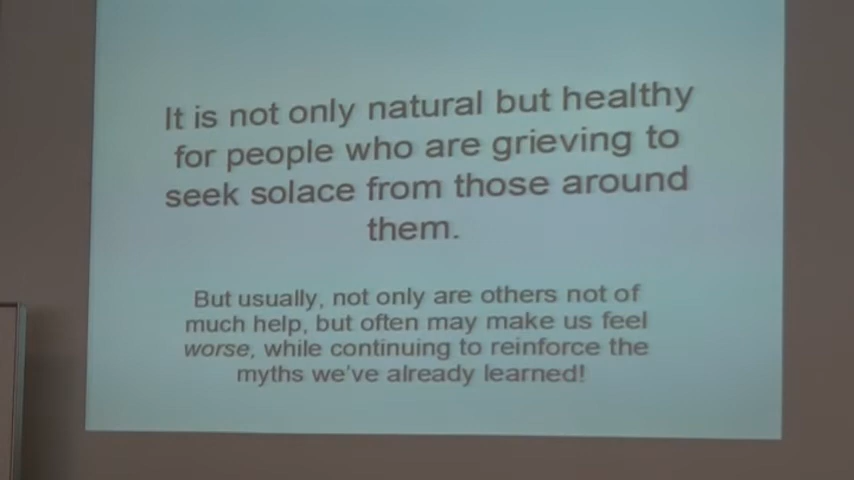 It is not only natural but healthy
for people who are grieving to
seek solace from those around
them.
But usually, not only are others not of
much help, but often may make us feel
worse, while continuing to reinforce the
myths we've already learned!